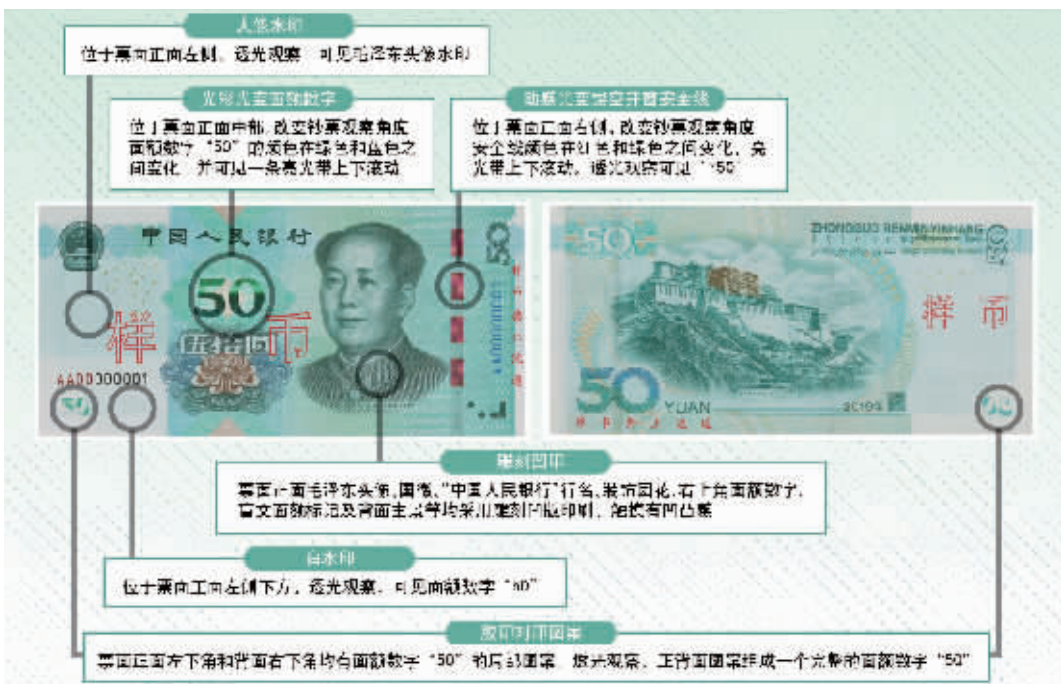 人像水印
位于票面正面左侧。透光观察，可见毛泽东头像水印
光彩光变面额数字
位于票面正面中部。改变钞票观察角度，
面额数字“50”的颜色在绿色和蓝色之
间变化，并可见一条亮光带上下滚动
动感光变镂空开窗安全线
位于票面正面右侧。改变钞票观察角度，
安全线颜色在红色和绿色之间变化，亮
光带上下滚动。透光观察可见“¥50”
中国人民银行
50
50
伍拾圆
样 币
AA00000001
50
50
ZHONGGUO RENMIN YINHANG
50
样 币
50
YUAN
2019年
雕刻凹印
票面正面毛泽东头像、国徽、“中国人民银行”行名、装饰团花、右上角面额数字、
盲文面额标记及背面主景等均采用雕刻凹版印刷，触摸有凹凸感
白水印
位于票面正面左侧下方。透光观察，可见面额数字“50”
胶印对印图案
票面正面左下角和背面右下角均有面额数字“50”的局部图案。透光观察，正背面图案组成一个完整的面额数字“50”